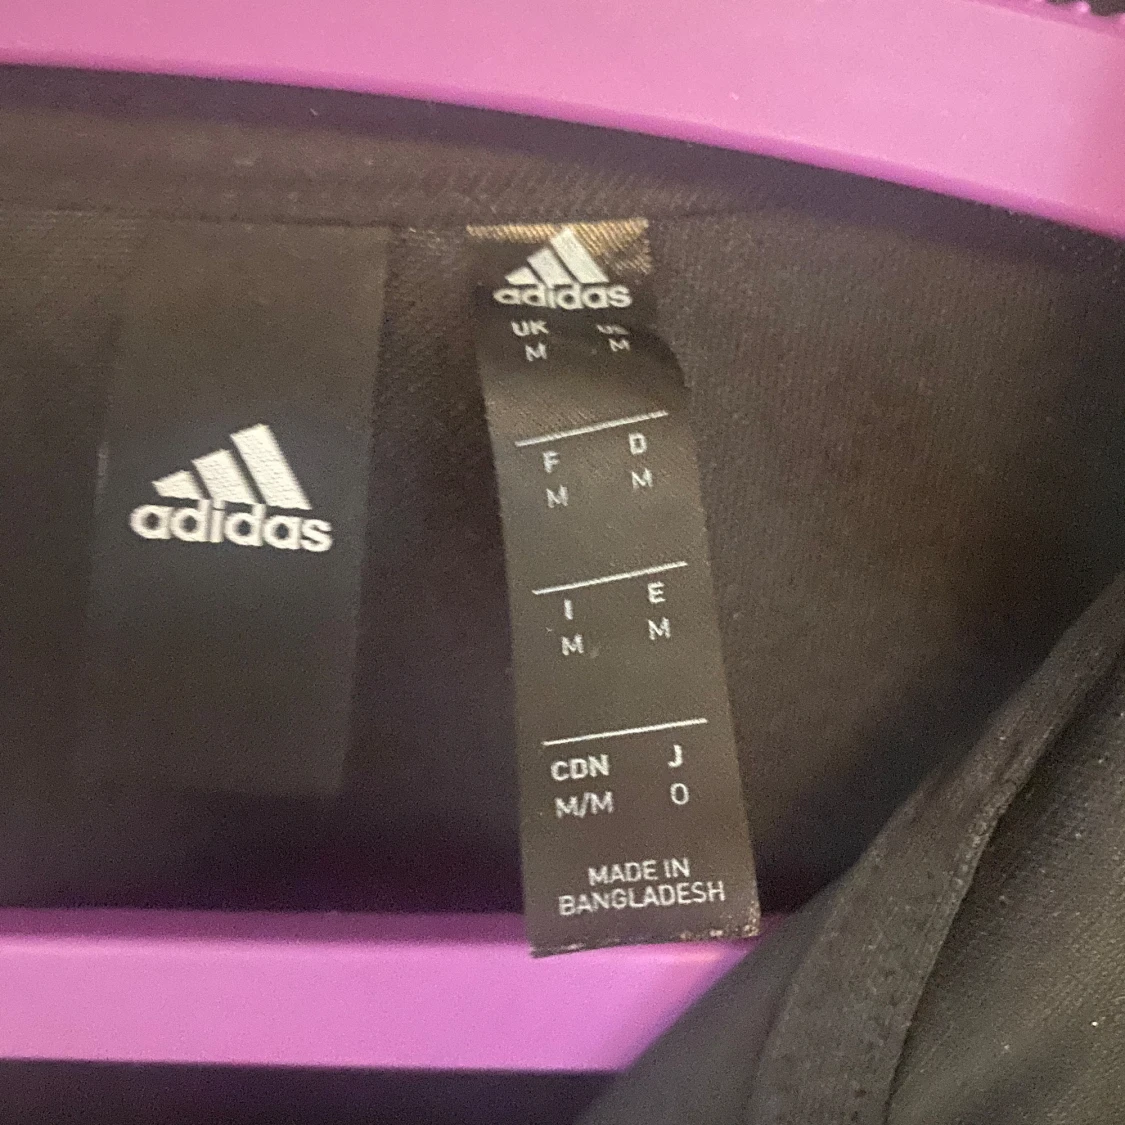 adidas
adidas
UK US
M M
F D
M M
I E
M M
CDN J
M/M O
MADE IN
BANGLADESH